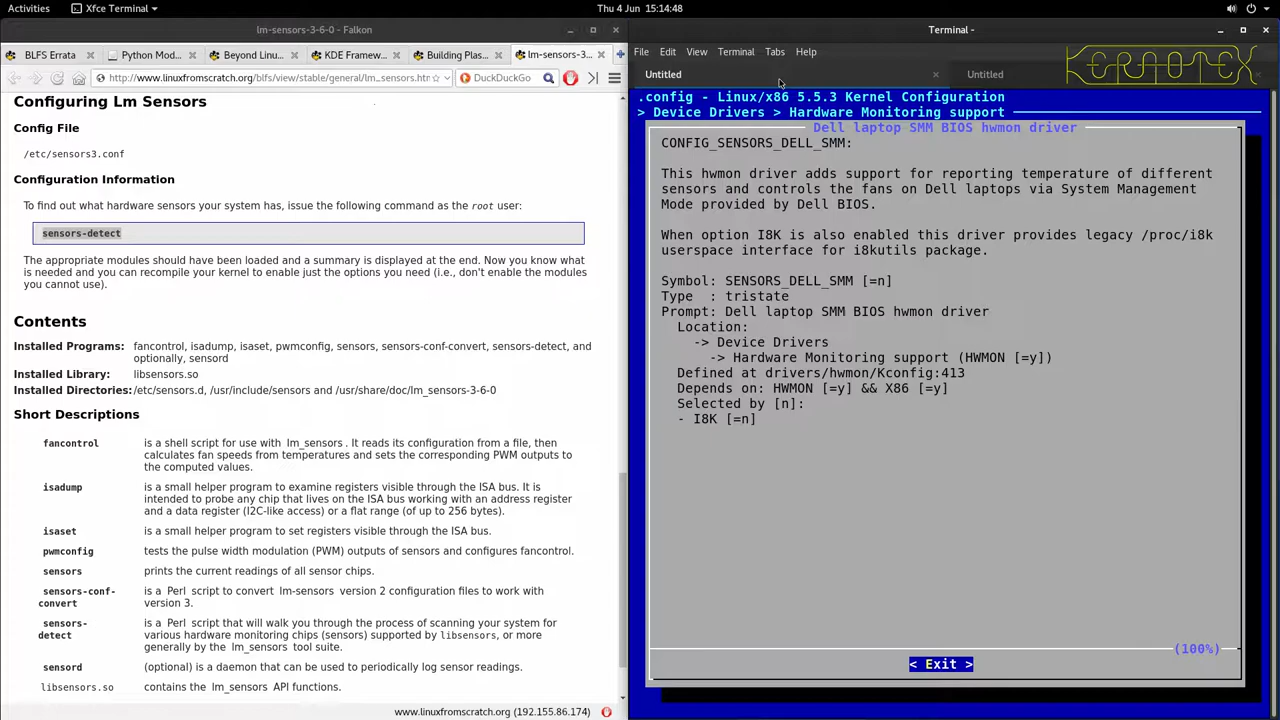 Activities
Xfce Terminal
Thu 4 Jun 15:14:48
lm-sensors-3-6-0 - Falkon
BLFS Errata
Python Mod...
Beyond Linu...
KDE Framew...
Building Plas...
lm-sensors-3...
http://www.linuxfromscratch.org/blfs/view/stable/general/lm_sensors.htm
DuckDuckGo
Configuring Lm Sensors
Config File
/etc/sensors3.conf
Configuration Information
To find out what hardware sensors your system has, issue the following command as the root user:
sensors-detect
The appropriate modules should have been loaded and a summary is displayed at the end. Now you know what
is needed and you can recompile your kernel to enable just the options you need (i.e., don't enable the modules
you cannot use).
Contents
Installed Programs: fancontrol, isadump, isaset, pwmconfig, sensors, sensors-conf-convert, sensors-detect, and
optionally, sensord
Installed Library: libsensors.so
Installed Directories: /etc/sensors.d, /usr/include/sensors and /usr/share/doc/lm_sensors-3-6-0
Short Descriptions
fancontrol is a shell script for use with lm_sensors. It reads its configuration from a file, then
calculates fan speeds from temperatures and sets the corresponding PWM outputs to
the computed values.
isadump is a small helper program to examine registers visible through the ISA bus. It is
intended to probe any chip that lives on the ISA bus working with an address register
and a data register (I2C-like access) or a flat range (of up to 256 bytes).
isaset is a small helper program to set registers visible through the ISA bus.
pwmconfig tests the pulse width modulation (PWM) outputs of sensors and configures fancontrol.
sensors prints the current readings of all sensor chips.
sensors-conf- is a Perl script to convert lm-sensors version 2 configuration files to work with
convert version 3.
sensors- is a Perl script that will walk you through the process of scanning your system for
detect various hardware monitoring chips (sensors) supported by libsensors, or more
generally by the lm_sensors tool suite.
sensord (optional) is a daemon that can be used to periodically log sensor readings.
libsensors.so contains the lm_sensors API functions.
www.linuxfromscratch.org (192.155.86.174)
Terminal -
File Edit View Terminal Tabs Help
Untitled
Untitled
KERNOTEX
.config - Linux/x86 5.5.3 Kernel Configuration
> Device Drivers > Hardware Monitoring support
Dell laptop SMM BIOS hwmon driver
CONFIG_SENSORS_DELL_SMM:
This hwmon driver adds support for reporting temperature of different
sensors and controls the fans on Dell laptops via System Management
Mode provided by Dell BIOS.
When option I8K is also enabled this driver provides legacy /proc/i8k
userspace interface for i8kutils package.
Symbol: SENSORS_DELL_SMM [=n]
Type : tristate
Prompt: Dell laptop SMM BIOS hwmon driver
Location:
-> Device Drivers
-> Hardware Monitoring support (HWMON [=y])
Defined at drivers/hwmon/Kconfig:413
Depends on: HWMON [=y] && X86 [=y]
Selected by [n]:
- I8K [=n]
(100%)
< Exit >